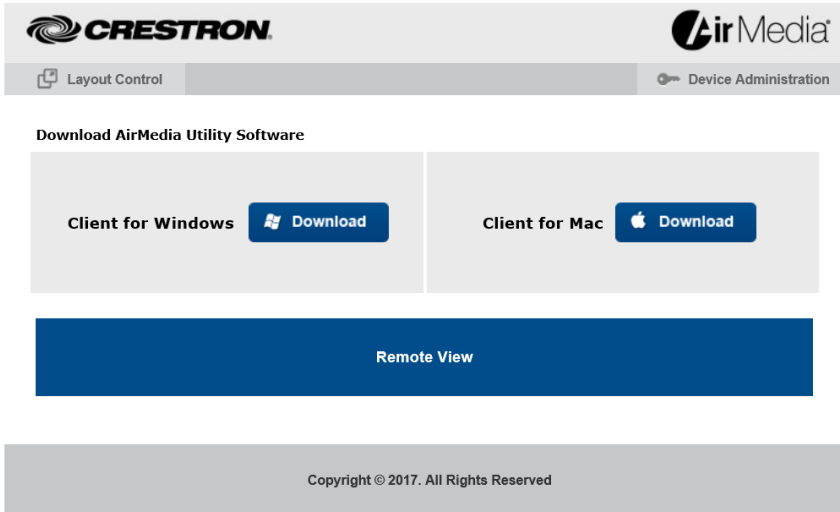 CRESTRON
AirMedia
Layout Control
Device Administration
Download AirMedia Utility Software
Client for Windows Download
Client for Mac Download
Remote View
Copyright © 2017. All Rights Reserved